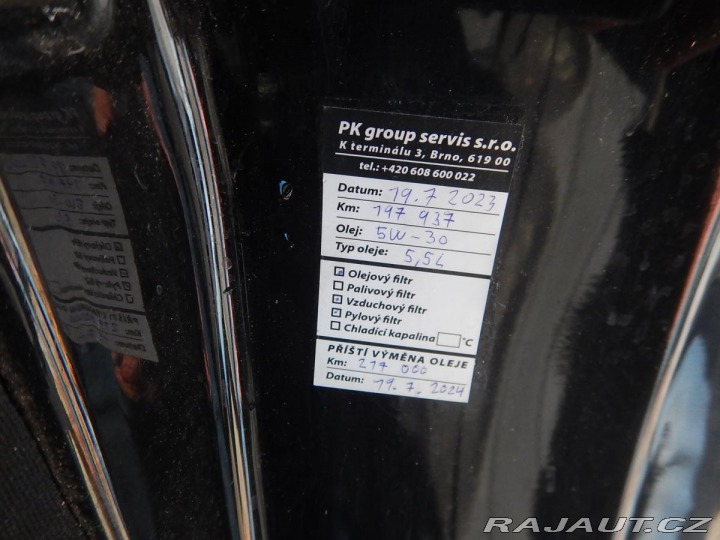 PK group servis s.r.o.
K terminálu 3, Brno, 619 00
tel.: +420 608 600 022
Datum: 19.7 2023
Km: 197 937
Olej: 5W-30
Typ oleje: 5,5L
Olejový filtr
Palivový filtr
Vzduchový filtr
Pylový filtr
Chladící kapalina °C
PŘÍŠTÍ VÝMĚNA OLEJE
Km: 217 000
Datum: 19.7.2024
RAJAUT.CZ